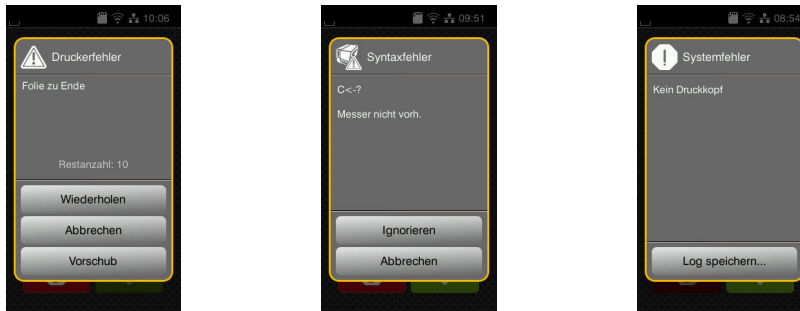 10:06
Druckerfehler
Folie zu Ende
Restanzahl: 10
Wiederholen
Abbrechen
Vorschub
09:51
Syntaxfehler
C<-?
Messer nicht vorh.
Ignorieren
Abbrechen
08:54
Systemfehler
Kein Druckkopf
Log speichern...